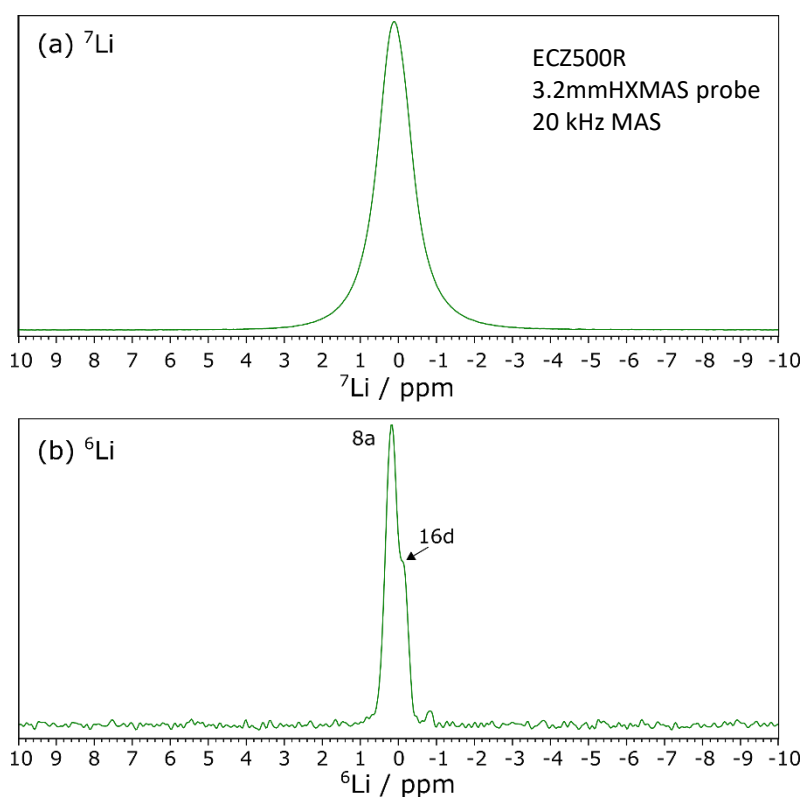 (a) ⁷Li
ECZ500R
3.2mmHXMAS probe
20 kHz MAS
10 9 8 7 6 5 4 3 2 1 0 -1 -2 -3 -4 -5 -6 -7 -8 -9 -10
⁷Li / ppm
(b) ⁶Li
8a
16d
10 9 8 7 6 5 4 3 2 1 0 -1 -2 -3 -4 -5 -6 -7 -8 -9 -10
⁶Li / ppm